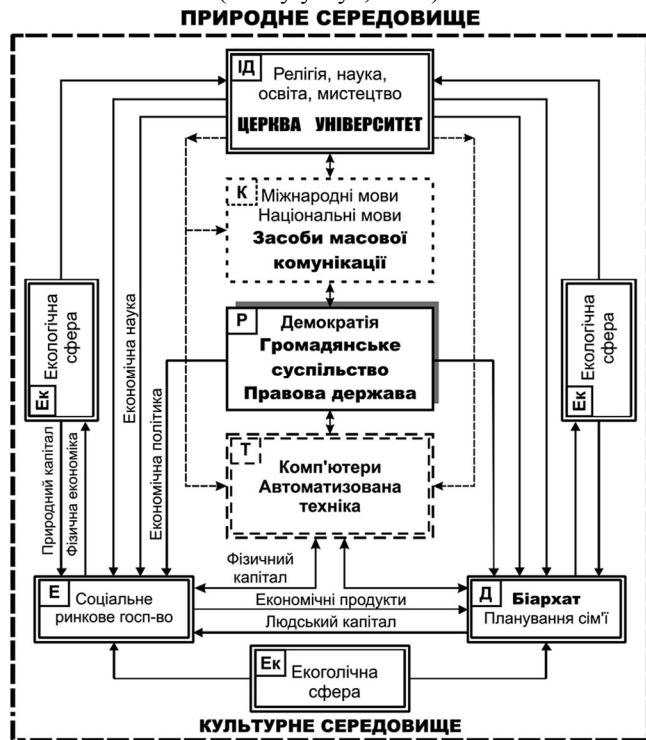 ПРИРОДНЕ СЕРЕДОВИЩЕ
ІД
Релігія, наука,
освіта, мистецтво
ЦЕРКВА УНІВЕРСИТЕТ
К
Міжнародні мови
Національні мови
Засоби масової
комунікації
Р
Демократія
Громадянське
суспільство
Правова держава
Екологічна
сфера
Ек
Екологічна
сфера
Ек
Економічна наука
Економічна політика
Природний капітал
Фізична економіка
Т
Комп'ютери
Автоматизована
техніка
Фізичний
капітал
Економічні продукти
Людський капітал
Е
Соціальне
ринкове госп-во
Д
Біархат
Планування сім'ї
Ек
Екоголічна
сфера
КУЛЬТУРНЕ СЕРЕДОВИЩЕ